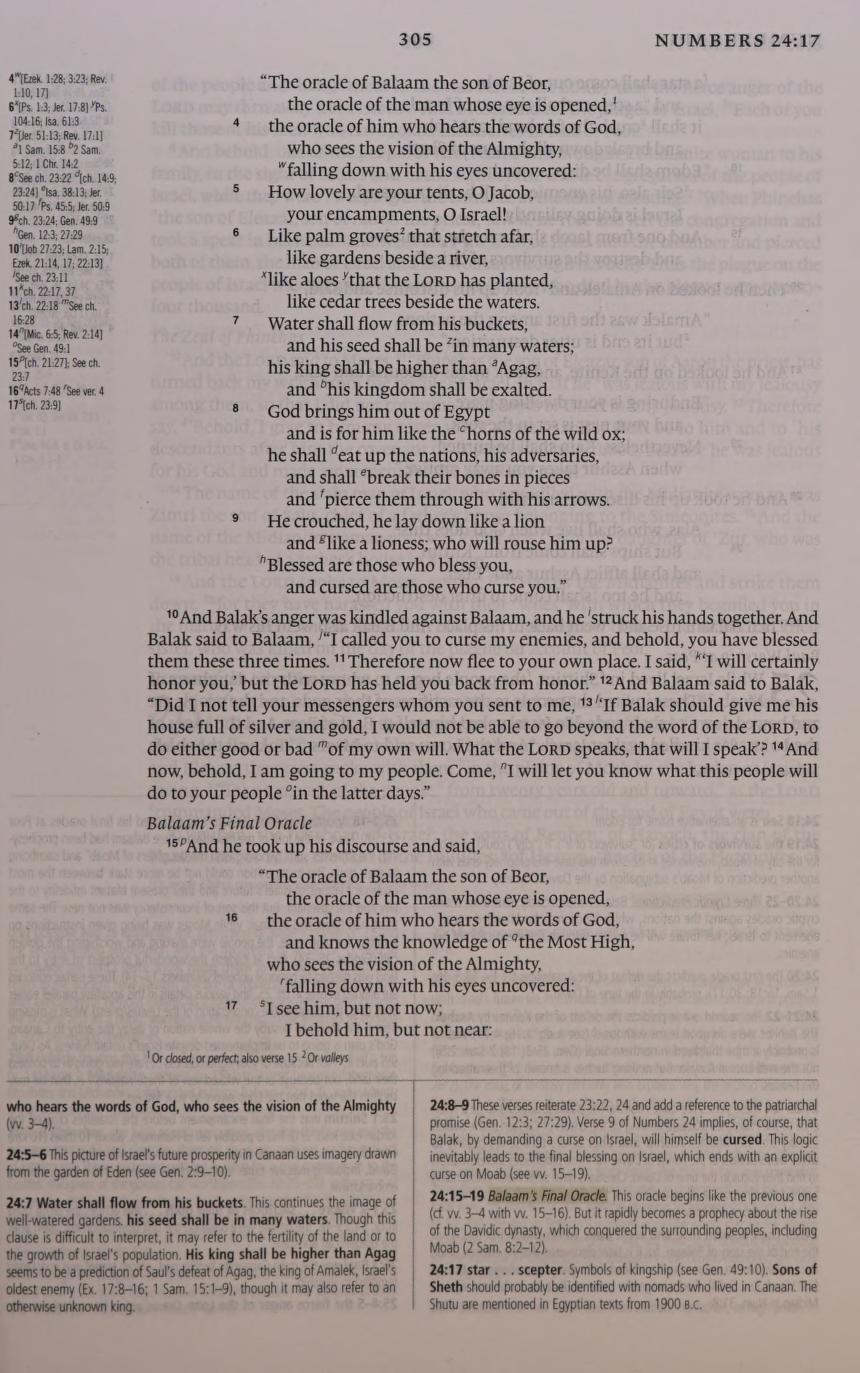 305
NUMBERS 24:17
4ʷ[Ezek. 1:28; 3:23; Rev.
1:10, 17]
6ˣ[Ps. 1:3; Jer. 17:8] ʸPs.
104:16; Isa. 61:3
7ᶻ[Jer. 51:13; Rev. 17:1]
ᵃ1 Sam. 15:8 ᵇ2 Sam.
5:12; 1 Chr. 14:2
8ᶜSee ch. 23:22 ᵈ[ch. 14:9;
23:24] ᵉIsa. 38:13; Jer.
50:17 ᶠPs. 45:5; Jer. 50:9
9ᵍch. 23:24; Gen. 49:9
ʰGen. 12:3; 27:29
10ⁱ[Job 27:23; Lam. 2:15;
Ezek. 21:14, 17; 22:13]
ʲSee ch. 23:11
11ᵏch. 22:17, 37
13ˡch. 22:18 ᵐSee ch.
16:28
14ⁿ[Mic. 6:5; Rev. 2:14]
ᵒSee Gen. 49:1
15ᵖ[ch. 21:27]; See ch.
23:7
16ᑫActs 7:48 ʳSee ver. 4
17ˢ[ch. 23:9]
“The oracle of Balaam the son of Beor,
the oracle of the man whose eye is opened,¹
4 the oracle of him who hears the words of God,
who sees the vision of the Almighty,
ʷfalling down with his eyes uncovered:
5 How lovely are your tents, O Jacob,
your encampments, O Israel!
6 Like palm groves² that stretch afar,
like gardens beside a river,
ˣlike aloes ʸthat the LORD has planted,
like cedar trees beside the waters.
7 Water shall flow from his buckets,
and his seed shall be ᶻin many waters;
his king shall be higher than ᵃAgag,
and ᵇhis kingdom shall be exalted.
8 God brings him out of Egypt
and is for him like the ᶜhorns of the wild ox;
he shall ᵈeat up the nations, his adversaries,
and shall ᵉbreak their bones in pieces
and ᶠpierce them through with his arrows.
9 He crouched, he lay down like a lion
and ᵍlike a lioness; who will rouse him up?
ʰBlessed are those who bless you,
and cursed are those who curse you.”
¹⁰And Balak’s anger was kindled against Balaam, and he ⁱstruck his hands together. And
Balak said to Balaam, ʲ“I called you to curse my enemies, and behold, you have blessed
them these three times. ¹¹Therefore now flee to your own place. I said, ᵏ‘I will certainly
honor you,’ but the LORD has held you back from honor.” ¹²And Balaam said to Balak,
“Did I not tell your messengers whom you sent to me, ¹³ˡ‘If Balak should give me his
house full of silver and gold, I would not be able to go beyond the word of the LORD, to
do either good or bad ᵐof my own will. What the LORD speaks, that will I speak’? ¹⁴And
now, behold, I am going to my people. Come, ⁿI will let you know what this people will
do to your people ᵒin the latter days.”
Balaam’s Final Oracle
¹⁵ᵖAnd he took up his discourse and said,
“The oracle of Balaam the son of Beor,
the oracle of the man whose eye is opened,
16 the oracle of him who hears the words of God,
and knows the knowledge of ᑫthe Most High,
who sees the vision of the Almighty,
ʳfalling down with his eyes uncovered:
17 ˢI see him, but not now;
I behold him, but not near:
¹ Or closed, or perfect; also verse 15 ² Or valleys
who hears the words of God, who sees the vision of the Almighty
(vv. 3–4).
24:5–6 This picture of Israel’s future prosperity in Canaan uses imagery drawn
from the garden of Eden (see Gen. 2:9–10).
24:7 Water shall flow from his buckets. This continues the image of
well-watered gardens. his seed shall be in many waters. Though this
clause is difficult to interpret, it may refer to the fertility of the land or to
the growth of Israel’s population. His king shall be higher than Agag
seems to be a prediction of Saul’s defeat of Agag, the king of Amalek, Israel’s
oldest enemy (Ex. 17:8–16; 1 Sam. 15:1–9), though it may also refer to an
otherwise unknown king.
24:8–9 These verses reiterate 23:22, 24 and add a reference to the patriarchal
promise (Gen. 12:3; 27:29). Verse 9 of Numbers 24 implies, of course, that
Balak, by demanding a curse on Israel, will himself be cursed. This logic
inevitably leads to the final blessing on Israel, which ends with an explicit
curse on Moab (see vv. 15–19).
24:15–19 Balaam’s Final Oracle. This oracle begins like the previous one
(cf. vv. 3–4 with vv. 15–16). But it rapidly becomes a prophecy about the rise
of the Davidic dynasty, which conquered the surrounding peoples, including
Moab (2 Sam. 8:2–12).
24:17 star . . . scepter. Symbols of kingship (see Gen. 49:10). Sons of
Sheth should probably be identified with nomads who lived in Canaan. The
Shutu are mentioned in Egyptian texts from 1900 B.C.